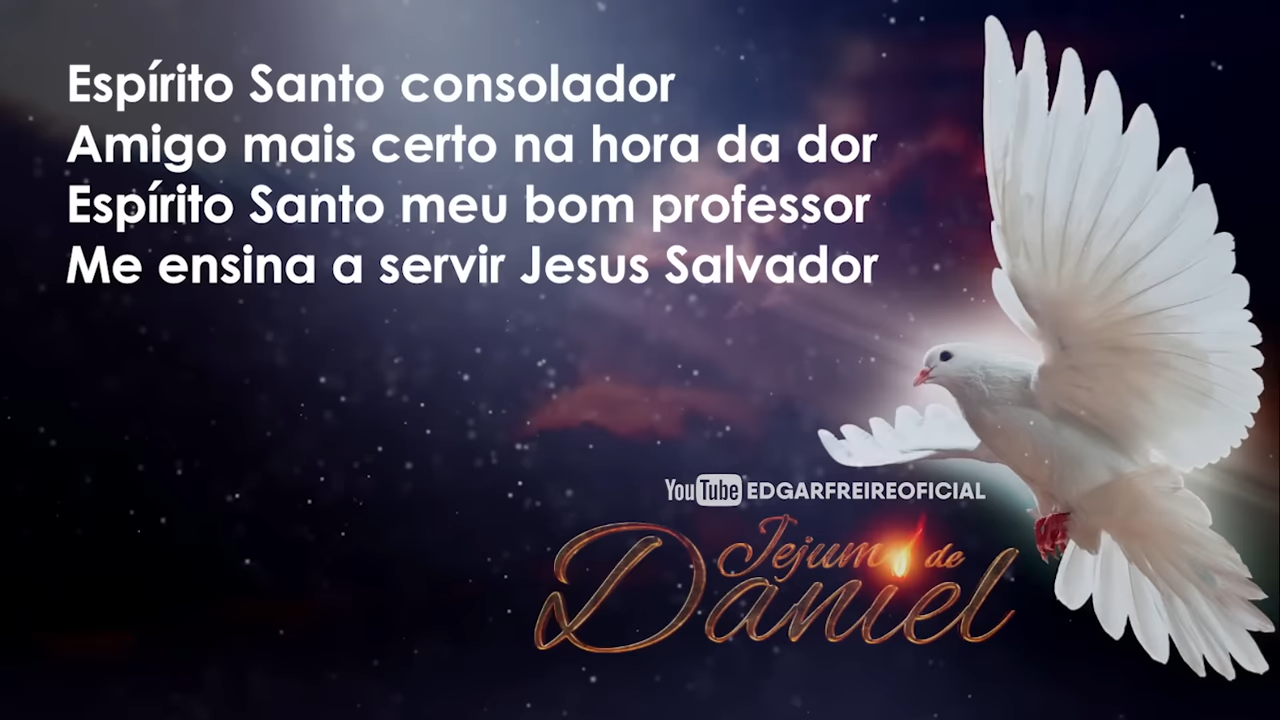 Espírito Santo consolador
Amigo mais certo na hora da dor
Espírito Santo meu bom professor
Me ensina a servir Jesus Salvador
YouTube EDGARFREIREOFICIAL
Jejum de
Daniel